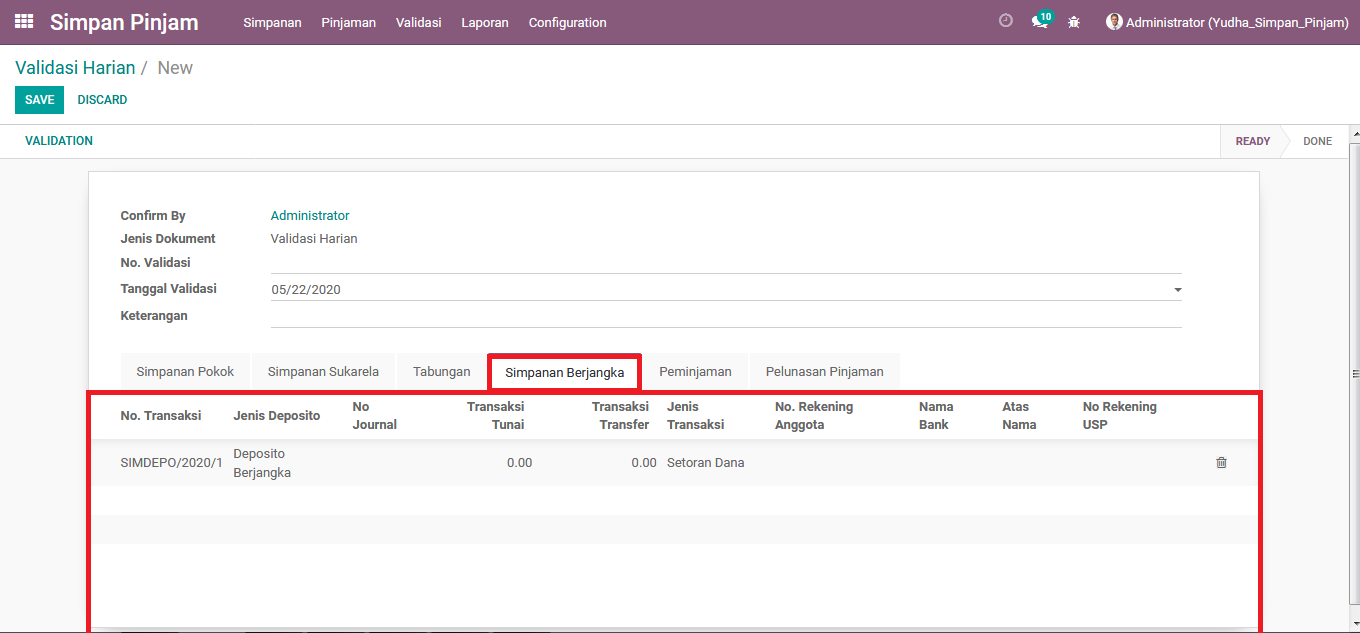 Simpan Pinjam Simpanan Pinjaman Validasi Laporan Configuration 10 Administrator (Yudha_Simpan_Pinjam)
Validasi Harian / New
SAVE DISCARD
VALIDATION READY DONE
Confirm By Administrator
Jenis Dokument Validasi Harian
No. Validasi
Tanggal Validasi 05/22/2020
Keterangan
Simpanan Pokok Simpanan Sukarela Tabungan Simpanan Berjangka Peminjaman Pelunasan Pinjaman
No. Transaksi Jenis Deposito No Journal Transaksi Tunai Transaksi Transfer Jenis Transaksi No. Rekening Anggota Nama Bank Atas Nama No Rekening USP
SIMDEPO/2020/1 Deposito Berjangka 0.00 0.00 Setoran Dana